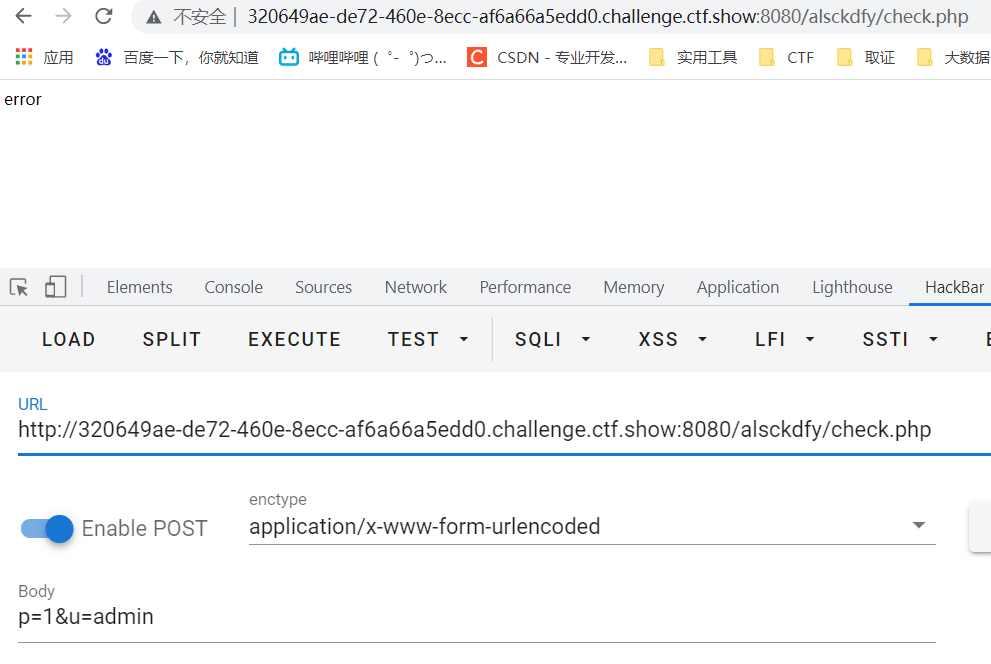 不安全 | 320649ae-de72-460e-8ecc-af6a66a5edd0.challenge.ctf.show:8080/alsckdfy/check.php
应用 百度一下，你就知道 哔哩哔哩 (゜-゜)つ... C CSDN - 专业开发... 实用工具 CTF 取证 大数据
error
Elements Console Sources Network Performance Memory Application Lighthouse HackBar
LOAD SPLIT EXECUTE TEST SQLI XSS LFI SSTI
URL
http://320649ae-de72-460e-8ecc-af6a66a5edd0.challenge.ctf.show:8080/alsckdfy/check.php
enctype
Enable POST application/x-www-form-urlencoded
Body
p=1&u=admin